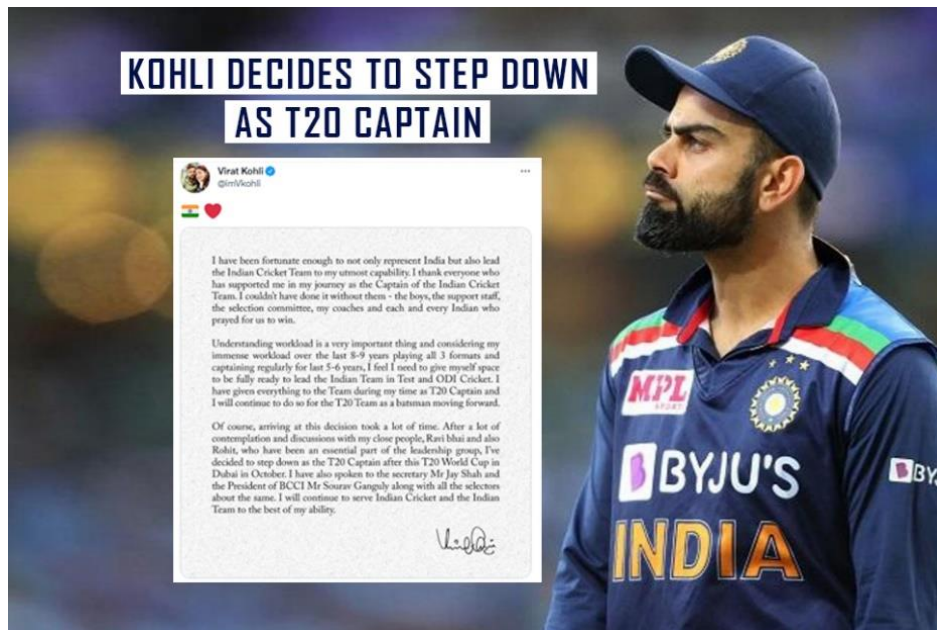 KOHLI DECIDES TO STEP DOWN
AS T20 CAPTAIN
Virat Kohli
@imVkohli
I have been fortunate enough to not only represent India but also lead
the Indian Cricket Team to my utmost capability. I thank everyone who
has supported me in my journey as the Captain of the Indian Cricket
Team. I couldn't have done it without them - the boys, the support staff,
the selection committee, my coaches and each and every Indian who
prayed for us to win.
Understanding workload is a very important thing and considering my
immense workload over the last 8-9 years playing all 3 formats and
captaining regularly for last 5-6 years, I feel I need to give myself space
to be fully ready to lead the Indian Team in Test and ODI Cricket. I
have given everything to the Team during my time as T20 Captain and
I will continue to do so for the T20 Team as a batsman moving forward.
Of course, arriving at this decision took a lot of time. After a lot of
contemplation and discussions with my close people, Ravi bhai and also
Rohit, who have been an essential part of the leadership group, I've
decided to step down as the T20 Captain after this T20 World Cup in
Dubai in October. I have also spoken to the secretary Mr Jay Shah and
the President of BCCI Mr Sourav Ganguly along with all the selectors
about the same. I will continue to serve Indian Cricket and the Indian
Team to the best of my ability.
MPL
SPORTS
BYJU'S
INDIA